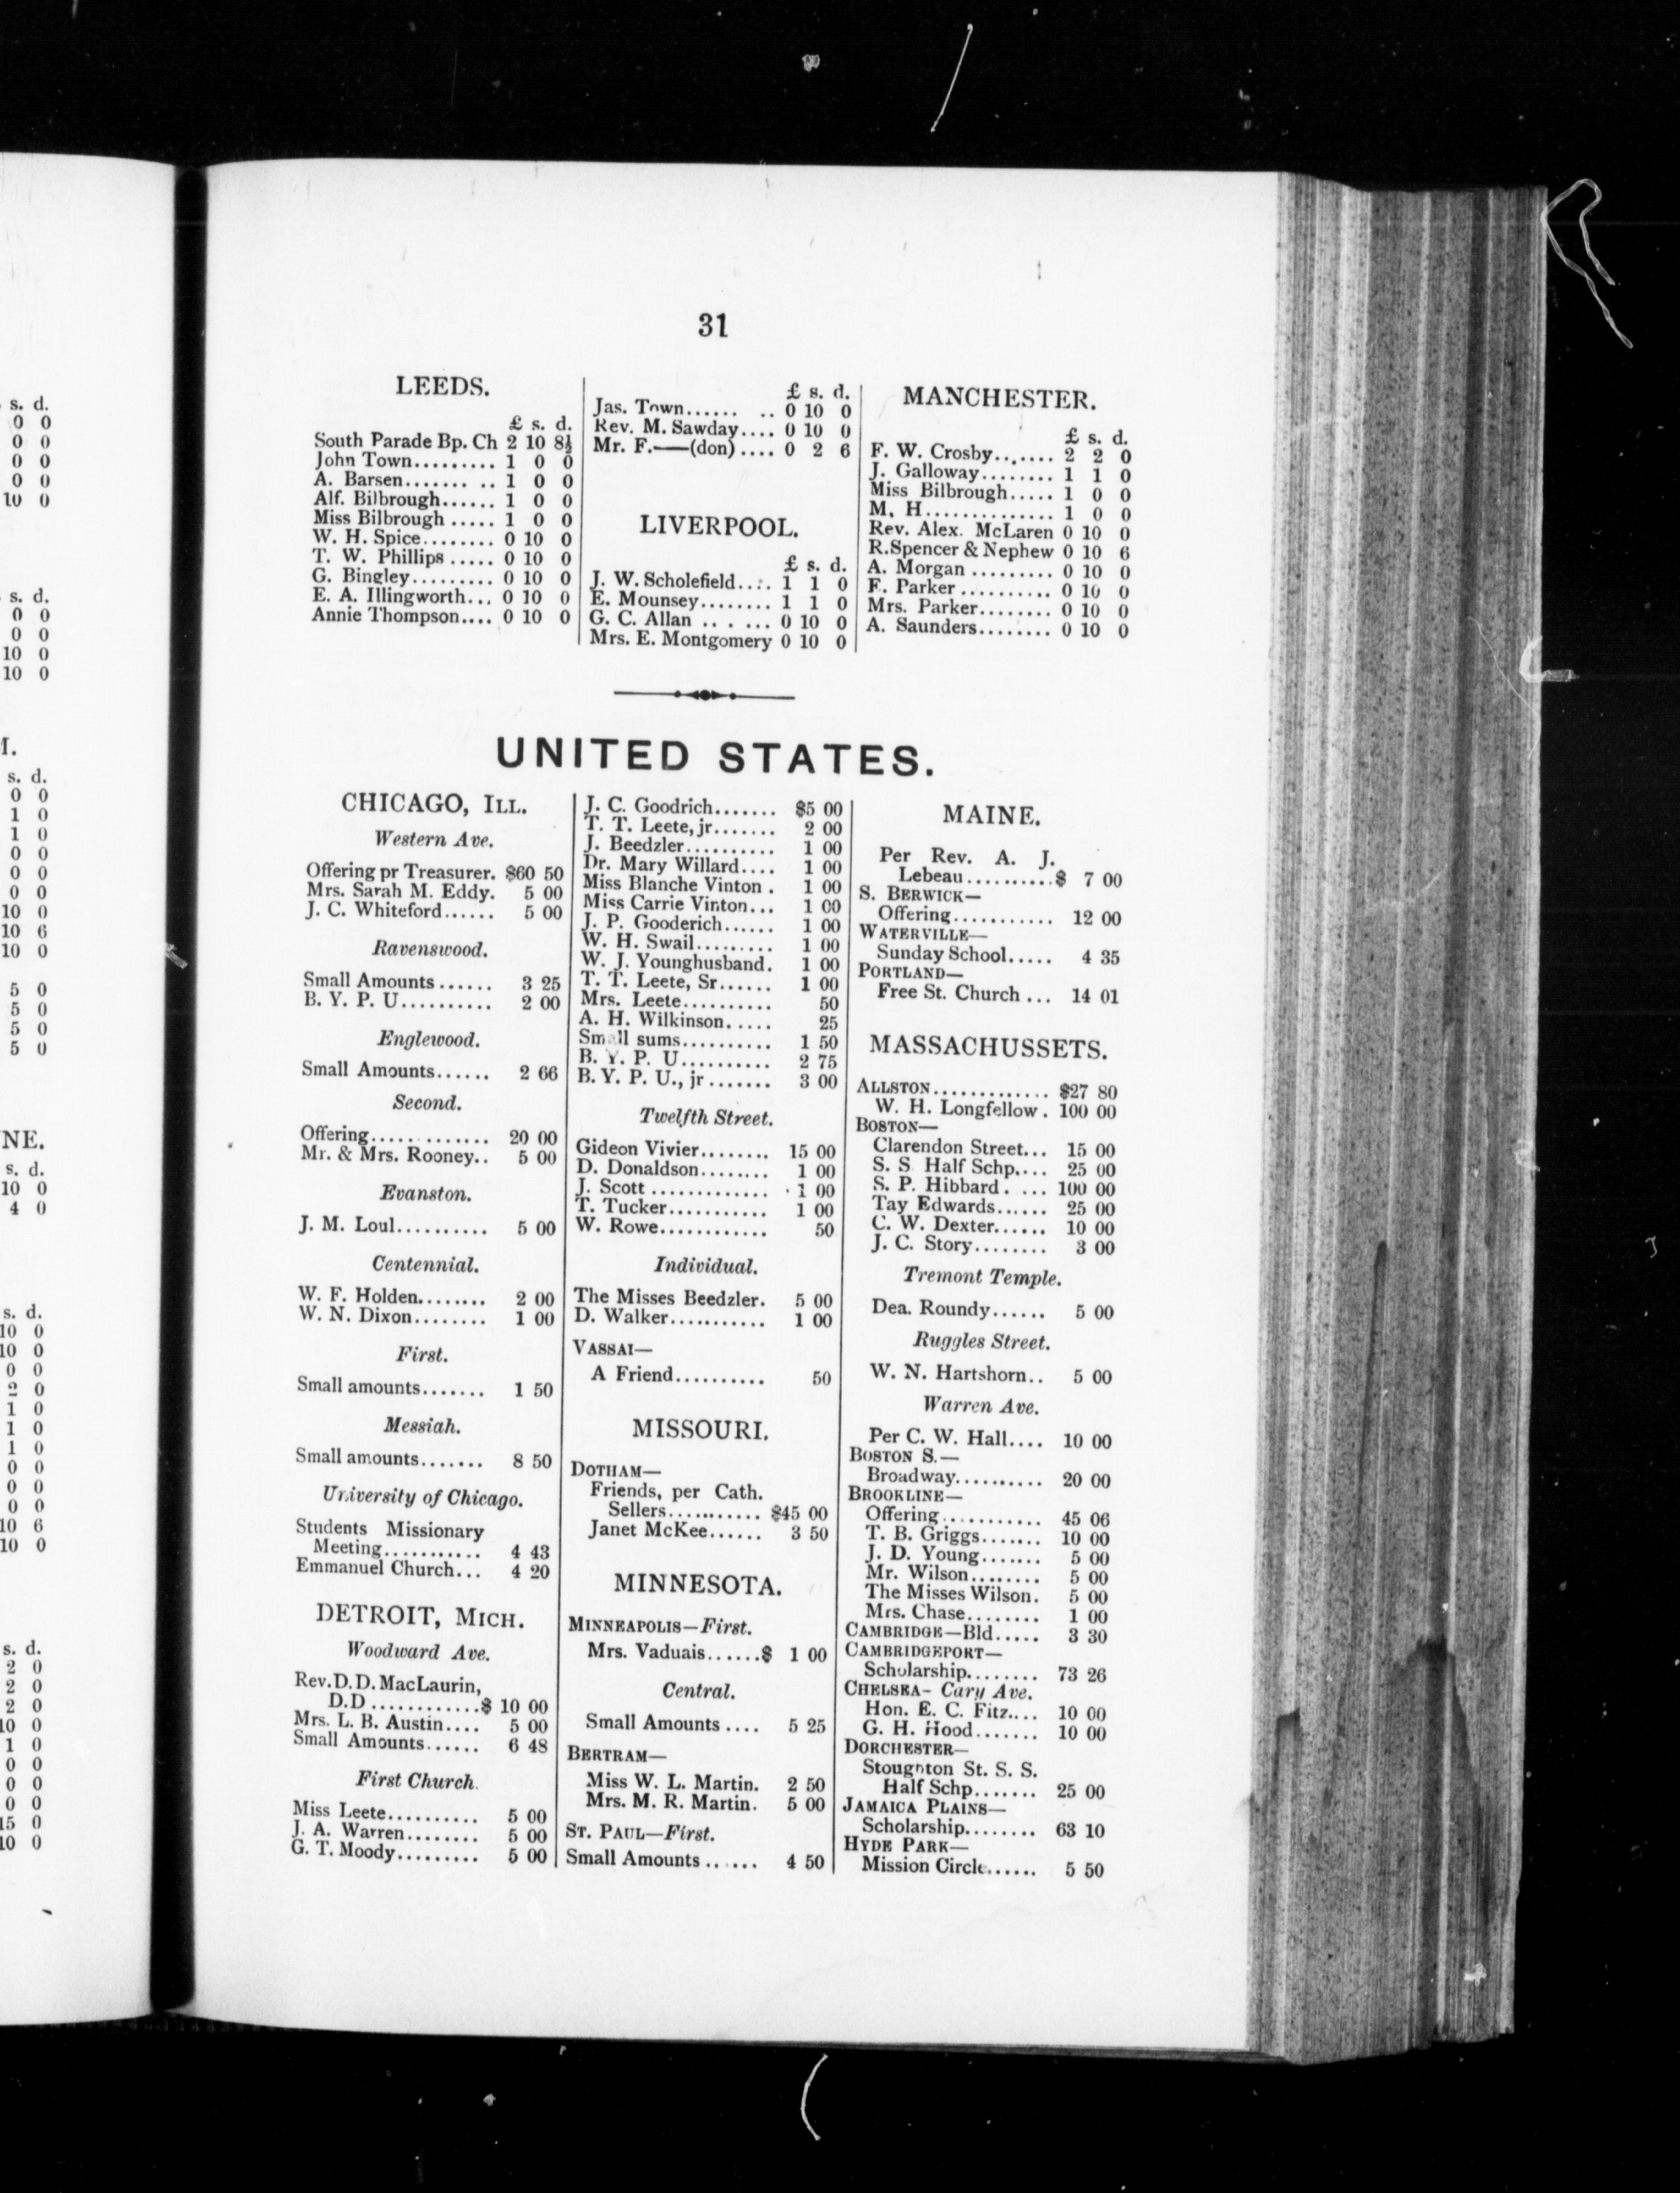 31
LEEDS.
£ s. d.
South Parade Bp. Ch 2 10 8½
John Town......... 1 0 0
A. Barsen....... .. 1 0 0
Alf. Bilbrough...... 1 0 0
Miss Bilbrough ..... 1 0 0
W. H. Spice........ 0 10 0
T. W. Phillips ..... 0 10 0
G. Bingley......... 0 10 0
E. A. Illingworth... 0 10 0
Annie Thompson.... 0 10 0
£ s. d.
Jas. Town...... .. 0 10 0
Rev. M. Sawday.... 0 10 0
Mr. F.——(don) .... 0 2 6
LIVERPOOL.
£ s. d.
J. W. Scholefield.... 1 1 0
E. Mounsey........ 1 1 0
G. C. Allan .. . ... 0 10 0
Mrs. E. Montgomery 0 10 0
MANCHESTER.
£ s. d.
F. W. Crosby........ 2 2 0
J. Galloway........ 1 1 0
Miss Bilbrough..... 1 0 0
M. H.............. 1 0 0
Rev. Alex. McLaren 0 10 0
R.Spencer & Nephew 0 10 6
A. Morgan ......... 0 10 0
F. Parker .......... 0 10 0
Mrs. Parker........ 0 10 0
A. Saunders........ 0 10 0
UNITED STATES.
CHICAGO, ILL.
Western Ave.
Offering pr Treasurer. $60 50
Mrs. Sarah M. Eddy. 5 00
J. C. Whiteford...... 5 00
Ravenswood.
Small Amounts ...... 3 25
B. Y. P. U.......... 2 00
Englewood.
Small Amounts...... 2 66
Second.
Offering............. 20 00
Mr. & Mrs. Rooney.. 5 00
Evanston.
J. M. Loul.......... 5 00
Centennial.
W. F. Holden........ 2 00
W. N. Dixon........ 1 00
First.
Small amounts....... 1 50
Messiah.
Small amounts....... 8 50
University of Chicago.
Students Missionary
Meeting........... 4 43
Emmanuel Church... 4 20
DETROIT, MICH.
Woodward Ave.
Rev.D.D.MacLaurin,
D.D ............$ 10 00
Mrs. L. B. Austin.... 5 00
Small Amounts...... 6 48
First Church.
Miss Leete.......... 5 00
J. A. Warren........ 5 00
G. T. Moody......... 5 00
J. C. Goodrich....... $5 00
T. T. Leete, jr....... 2 00
J. Beedzler.......... 1 00
Dr. Mary Willard.... 1 00
Miss Blanche Vinton . 1 00
Miss Carrie Vinton... 1 00
J. P. Gooderich...... 1 00
W. H. Swail......... 1 00
W. J. Younghusband. 1 00
T. T. Leete, Sr...... 1 00
Mrs. Leete.......... 50
A. H. Wilkinson..... 25
Small sums.......... 1 50
B. Y. P. U.......... 2 75
B. Y. P. U., jr ....... 3 00
Twelfth Street.
Gideon Vivier........ 15 00
D. Donaldson........ 1 00
J. Scott ............. 1 00
T. Tucker........... 1 00
W. Rowe............ 50
Individual.
The Misses Beedzler. 5 00
D. Walker........... 1 00
VASSAI—
A Friend.......... 50
MISSOURI.
DOTHAM—
Friends, per Cath.
Sellers........... $45 00
Janet McKee...... 3 50
MINNESOTA.
MINNEAPOLIS—First.
Mrs. Vaduais......$ 1 00
Central.
Small Amounts .... 5 25
BERTRAM—
Miss W. L. Martin. 2 50
Mrs. M. R. Martin. 5 00
ST. PAUL—First.
Small Amounts ...... 4 50
MAINE.
Per Rev. A. J.
Lebeau..........$ 7 00
S. BERWICK—
Offering........... 12 00
WATERVILLE—
Sunday School..... 4 35
PORTLAND—
Free St. Church ... 14 01
MASSACHUSSETS.
ALLSTON............. $27 80
W. H. Longfellow . 100 00
BOSTON—
Clarendon Street... 15 00
S. S Half Schp.... 25 00
S. P. Hibbard . ... 100 00
Tay Edwards...... 25 00
C. W. Dexter...... 10 00
J. C. Story........ 3 00
Tremont Temple.
Dea. Roundy...... 5 00
Ruggles Street.
W. N. Hartshorn.. 5 00
Warren Ave.
Per C. W. Hall.... 10 00
BOSTON S.—
Broadway.......... 20 00
BROOKLINE—
Offering........... 45 06
T. B. Griggs....... 10 00
J. D. Young....... 5 00
Mr. Wilson........ 5 00
The Misses Wilson. 5 00
Mrs. Chase........ 1 00
CAMBRIDGE—Bld..... 3 30
CAMBRIDGEPORT—
Scholarship........ 73 26
CHELSEA- Cary Ave.
Hon. E. C. Fitz.... 10 00
G. H. Hood....... 10 00
DORCHESTER—
Stoughton St. S. S.
Half Schp....... 25 00
JAMAICA PLAINS—
Scholarship........ 63 10
HYDE PARK—
Mission Circle...... 5 50